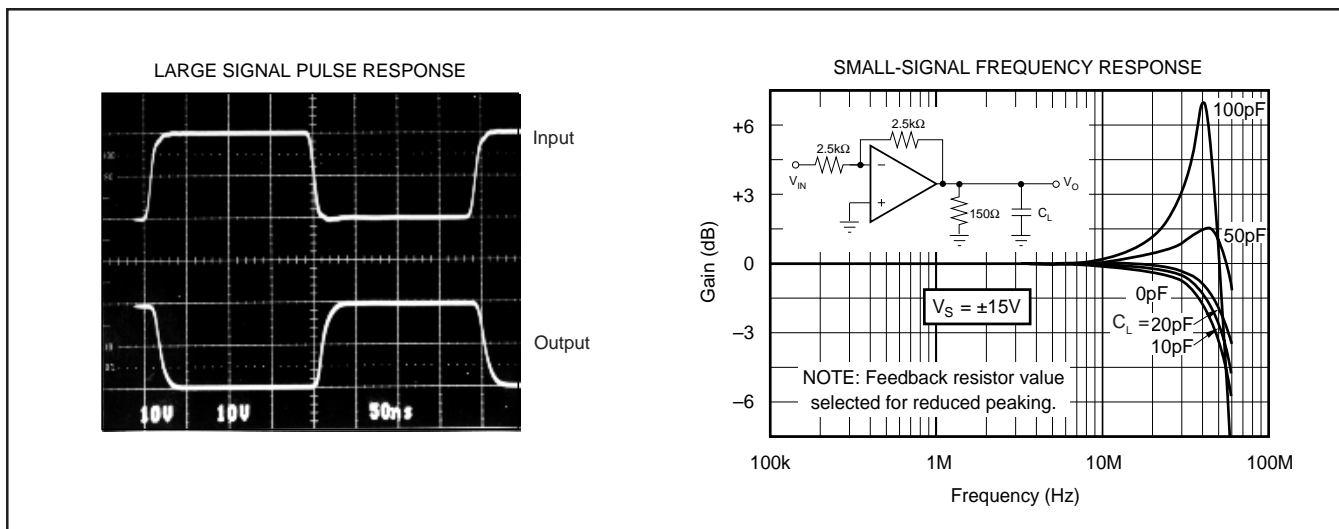 LARGE SIGNAL PULSE RESPONSE
Input
Output
10V 10V 50ns
SMALL-SIGNAL FREQUENCY RESPONSE
Gain (dB)
+6
+3
0
–3
–6
2.5kΩ
2.5kΩ
V_IN
–
+
V_O
150Ω
C_L
100pF
50pF
0pF
C_L = 20pF
10pF
V_S = ±15V
NOTE: Feedback resistor value
selected for reduced peaking.
100k 1M 10M 100M
Frequency (Hz)